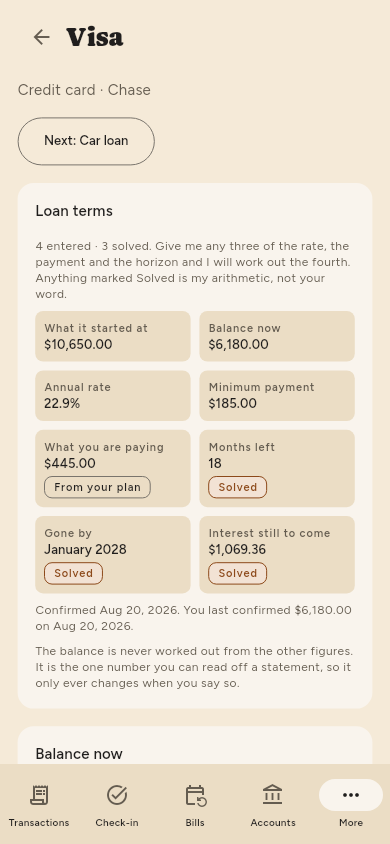 Visa
Credit card · Chase
Next: Car loan
Loan terms
4 entered · 3 solved. Give me any three of the rate, the
payment and the horizon and I will work out the fourth.
Anything marked Solved is my arithmetic, not your
word.
What it started at
$10,650.00
Balance now
$6,180.00
Annual rate
22.9%
Minimum payment
$185.00
What you are paying
$445.00
From your plan
Months left
18
Solved
Gone by
January 2028
Solved
Interest still to come
$1,069.36
Solved
Confirmed Aug 20, 2026. You last confirmed $6,180.00
on Aug 20, 2026.
The balance is never worked out from the other figures.
It is the one number you can read off a statement, so it
only ever changes when you say so.
Balance now
Transactions
Check-in
Bills
Accounts
More